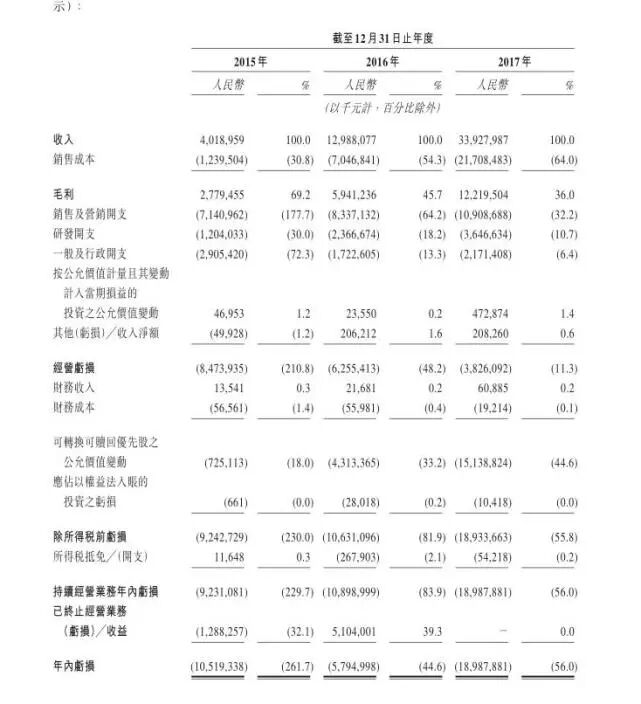 示）：
截至12月31日止年度
2015年 2016年 2017年
人民幣 % 人民幣 % 人民幣 %
(以千元計，百分比除外)
收入 4,018,959 100.0 12,988,077 100.0 33,927,987 100.0
銷售成本 (1,239,504) (30.8) (7,046,841) (54.3) (21,708,483) (64.0)
毛利 2,779,455 69.2 5,941,236 45.7 12,219,504 36.0
銷售及營銷開支 (7,140,962) (177.7) (8,337,132) (64.2) (10,908,688) (32.2)
研發開支 (1,204,033) (30.0) (2,366,674) (18.2) (3,646,634) (10.7)
一般及行政開支 (2,905,420) (72.3) (1,722,605) (13.3) (2,171,408) (6.4)
按公允價值計量且其變動
計入當期損益的
投資之公允價值變動 46,953 1.2 23,550 0.2 472,874 1.4
其他(虧損)／收入淨額 (49,928) (1.2) 206,212 1.6 208,260 0.6
經營虧損 (8,473,935) (210.8) (6,255,413) (48.2) (3,826,092) (11.3)
財務收入 13,541 0.3 21,681 0.2 60,885 0.2
財務成本 (56,561) (1.4) (55,981) (0.4) (19,214) (0.1)
可轉換可贖回優先股之
公允價值變動 (725,113) (18.0) (4,313,365) (33.2) (15,138,824) (44.6)
應佔以權益法入賬的
投資之虧損 (661) (0.0) (28,018) (0.2) (10,418) (0.0)
除所得稅前虧損 (9,242,729) (230.0) (10,631,096) (81.9) (18,933,663) (55.8)
所得稅抵免／(開支) 11,648 0.3 (267,903) (2.1) (54,218) (0.2)
持續經營業務年內虧損 (9,231,081) (229.7) (10,898,999) (83.9) (18,987,881) (56.0)
已終止經營業務
(虧損)／收益 (1,288,257) (32.1) 5,104,001 39.3 – 0.0
年內虧損 (10,519,338) (261.7) (5,794,998) (44.6) (18,987,881) (56.0)